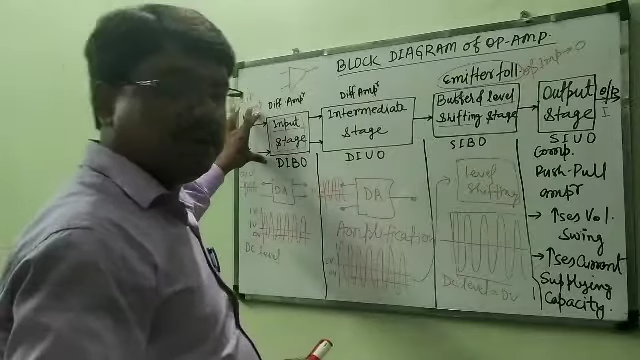 BLOCK DIAGRAM of OP-AMP.
Diff Ampr
Input
Stage
DIBO
Diff Ampr
Intermediate
Stage
DIUO
Emitter foll
Buffer & level
Shifting Stage
SIBO
Output
Stage
O/P
SIUO
DA
1V
0V
DC level
DA
Amplification
level
Shifting
DC level = 0V
Comp.
Push-Pull
ampr
→ ↑ses Vol.
Swing
→ ↑ses Current
Supplying
Capacity.